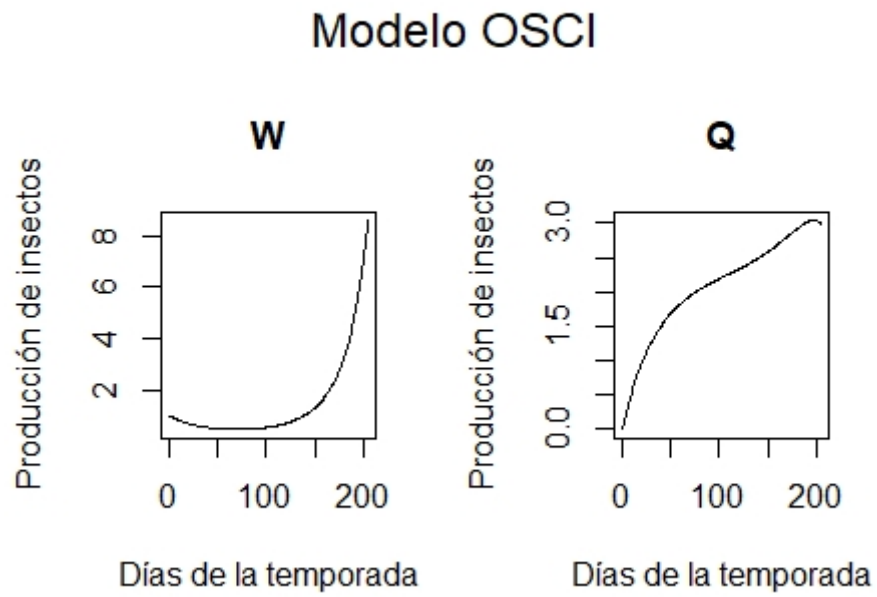 Modelo OSCI
W
Producción de insectos
8
6
4
2
0 100 200
Días de la temporada
Q
Producción de insectos
3.0
1.5
0.0
0 100 200
Días de la temporada